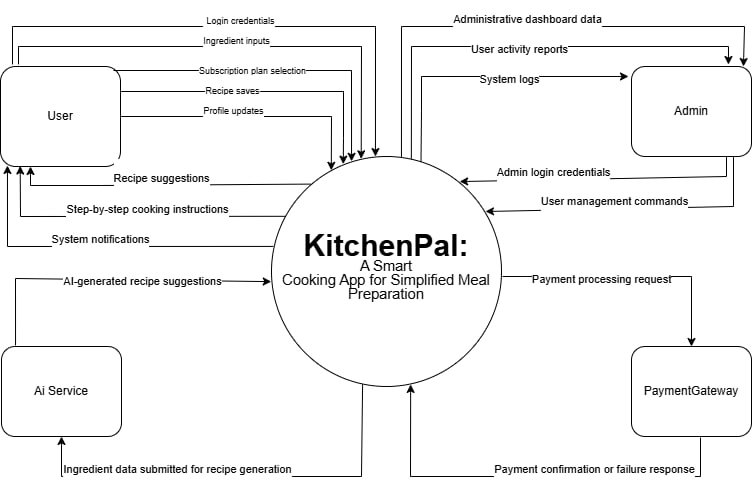 Login credentials
Administrative dashboard data
Ingredient inputs
User activity reports
Subscription plan selection
System logs
Recipe saves
Profile updates
User
Admin
Recipe suggestions
Admin login credentials
Step-by-step cooking instructions
User management commands
System notifications
KitchenPal:
A Smart
Cooking App for Simplified Meal
Preparation
AI-generated recipe suggestions
Payment processing request
Ai Service
PaymentGateway
Ingredient data submitted for recipe generation
Payment confirmation or failure response